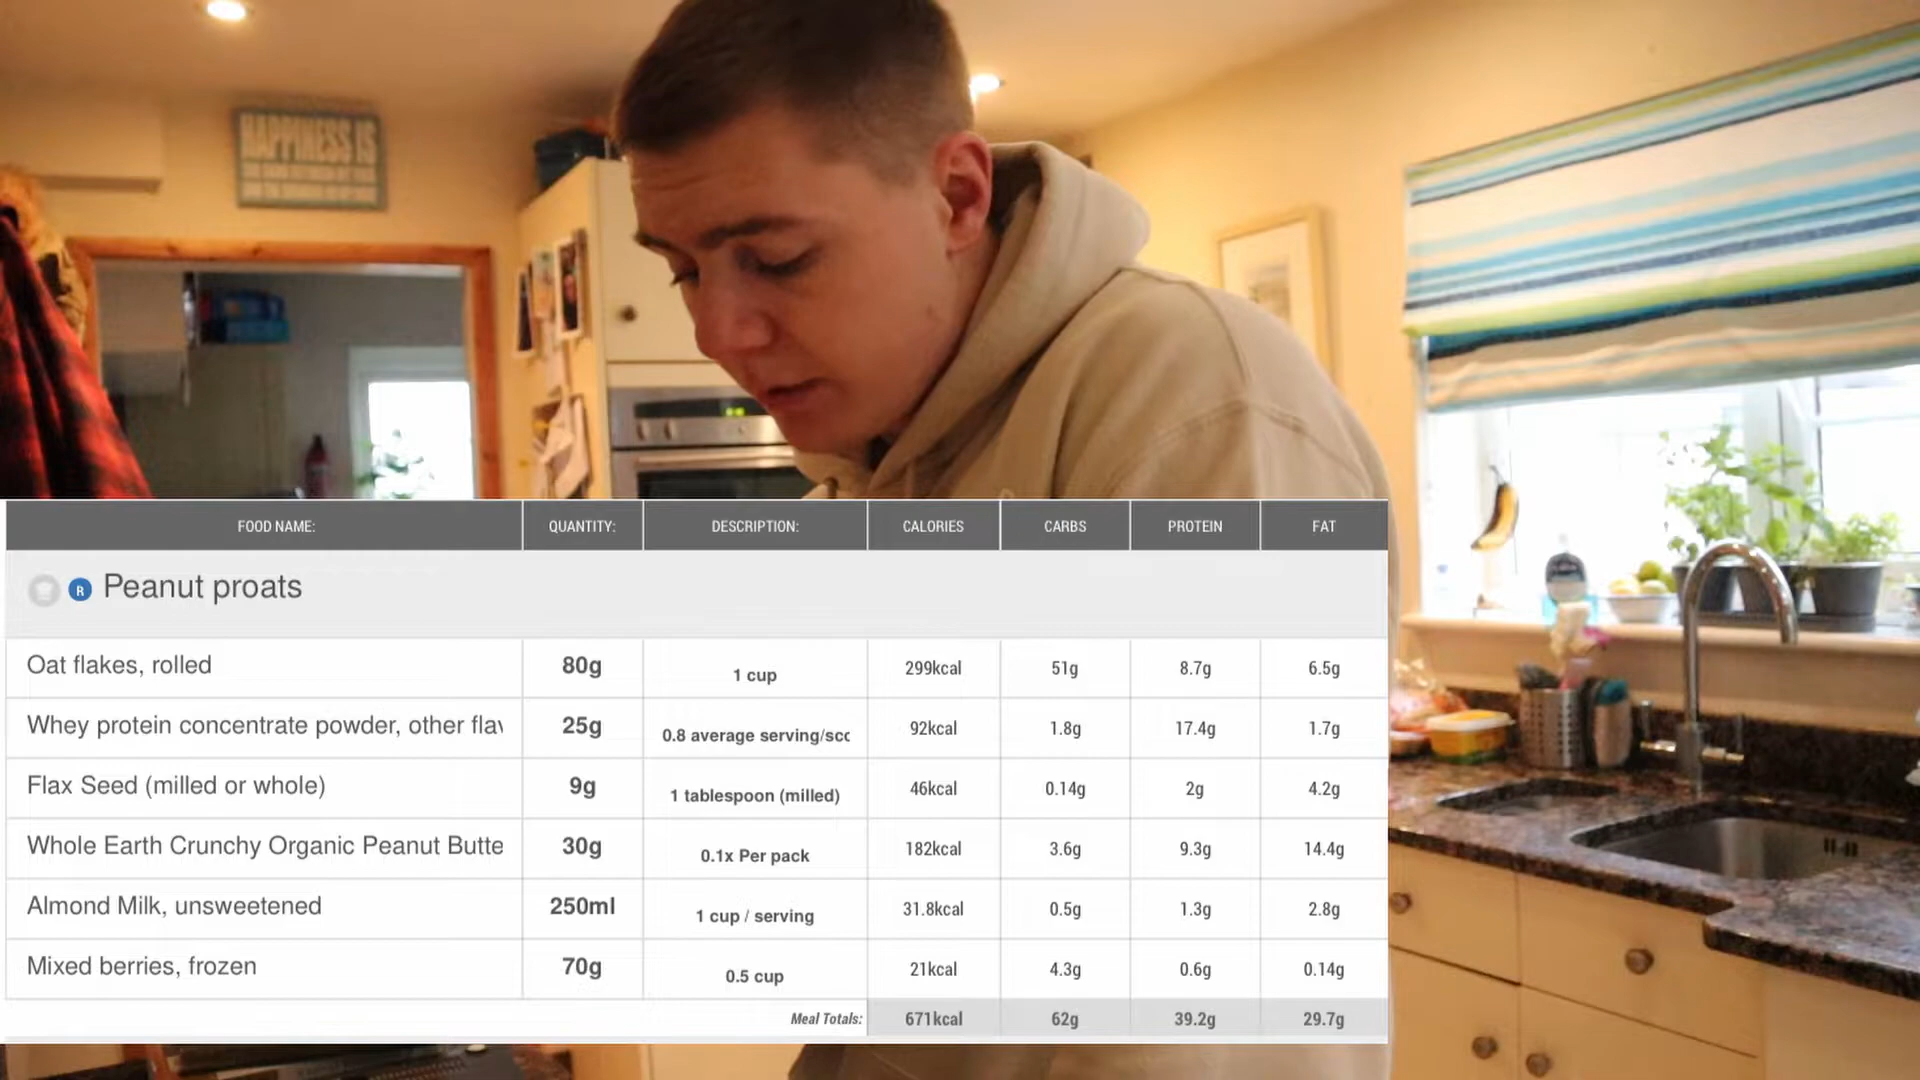 HAPPINESS IS
FOOD NAME: QUANTITY: DESCRIPTION: CALORIES CARBS PROTEIN FAT
R Peanut proats
Oat flakes, rolled 80g 1 cup 299kcal 51g 8.7g 6.5g
Whey protein concentrate powder, other flav 25g 0.8 average serving/sco 92kcal 1.8g 17.4g 1.7g
Flax Seed (milled or whole) 9g 1 tablespoon (milled) 46kcal 0.14g 2g 4.2g
Whole Earth Crunchy Organic Peanut Butte 30g 0.1x Per pack 182kcal 3.6g 9.3g 14.4g
Almond Milk, unsweetened 250ml 1 cup / serving 31.8kcal 0.5g 1.3g 2.8g
Mixed berries, frozen 70g 0.5 cup 21kcal 4.3g 0.6g 0.14g
Meal Totals: 671kcal 62g 39.2g 29.7g